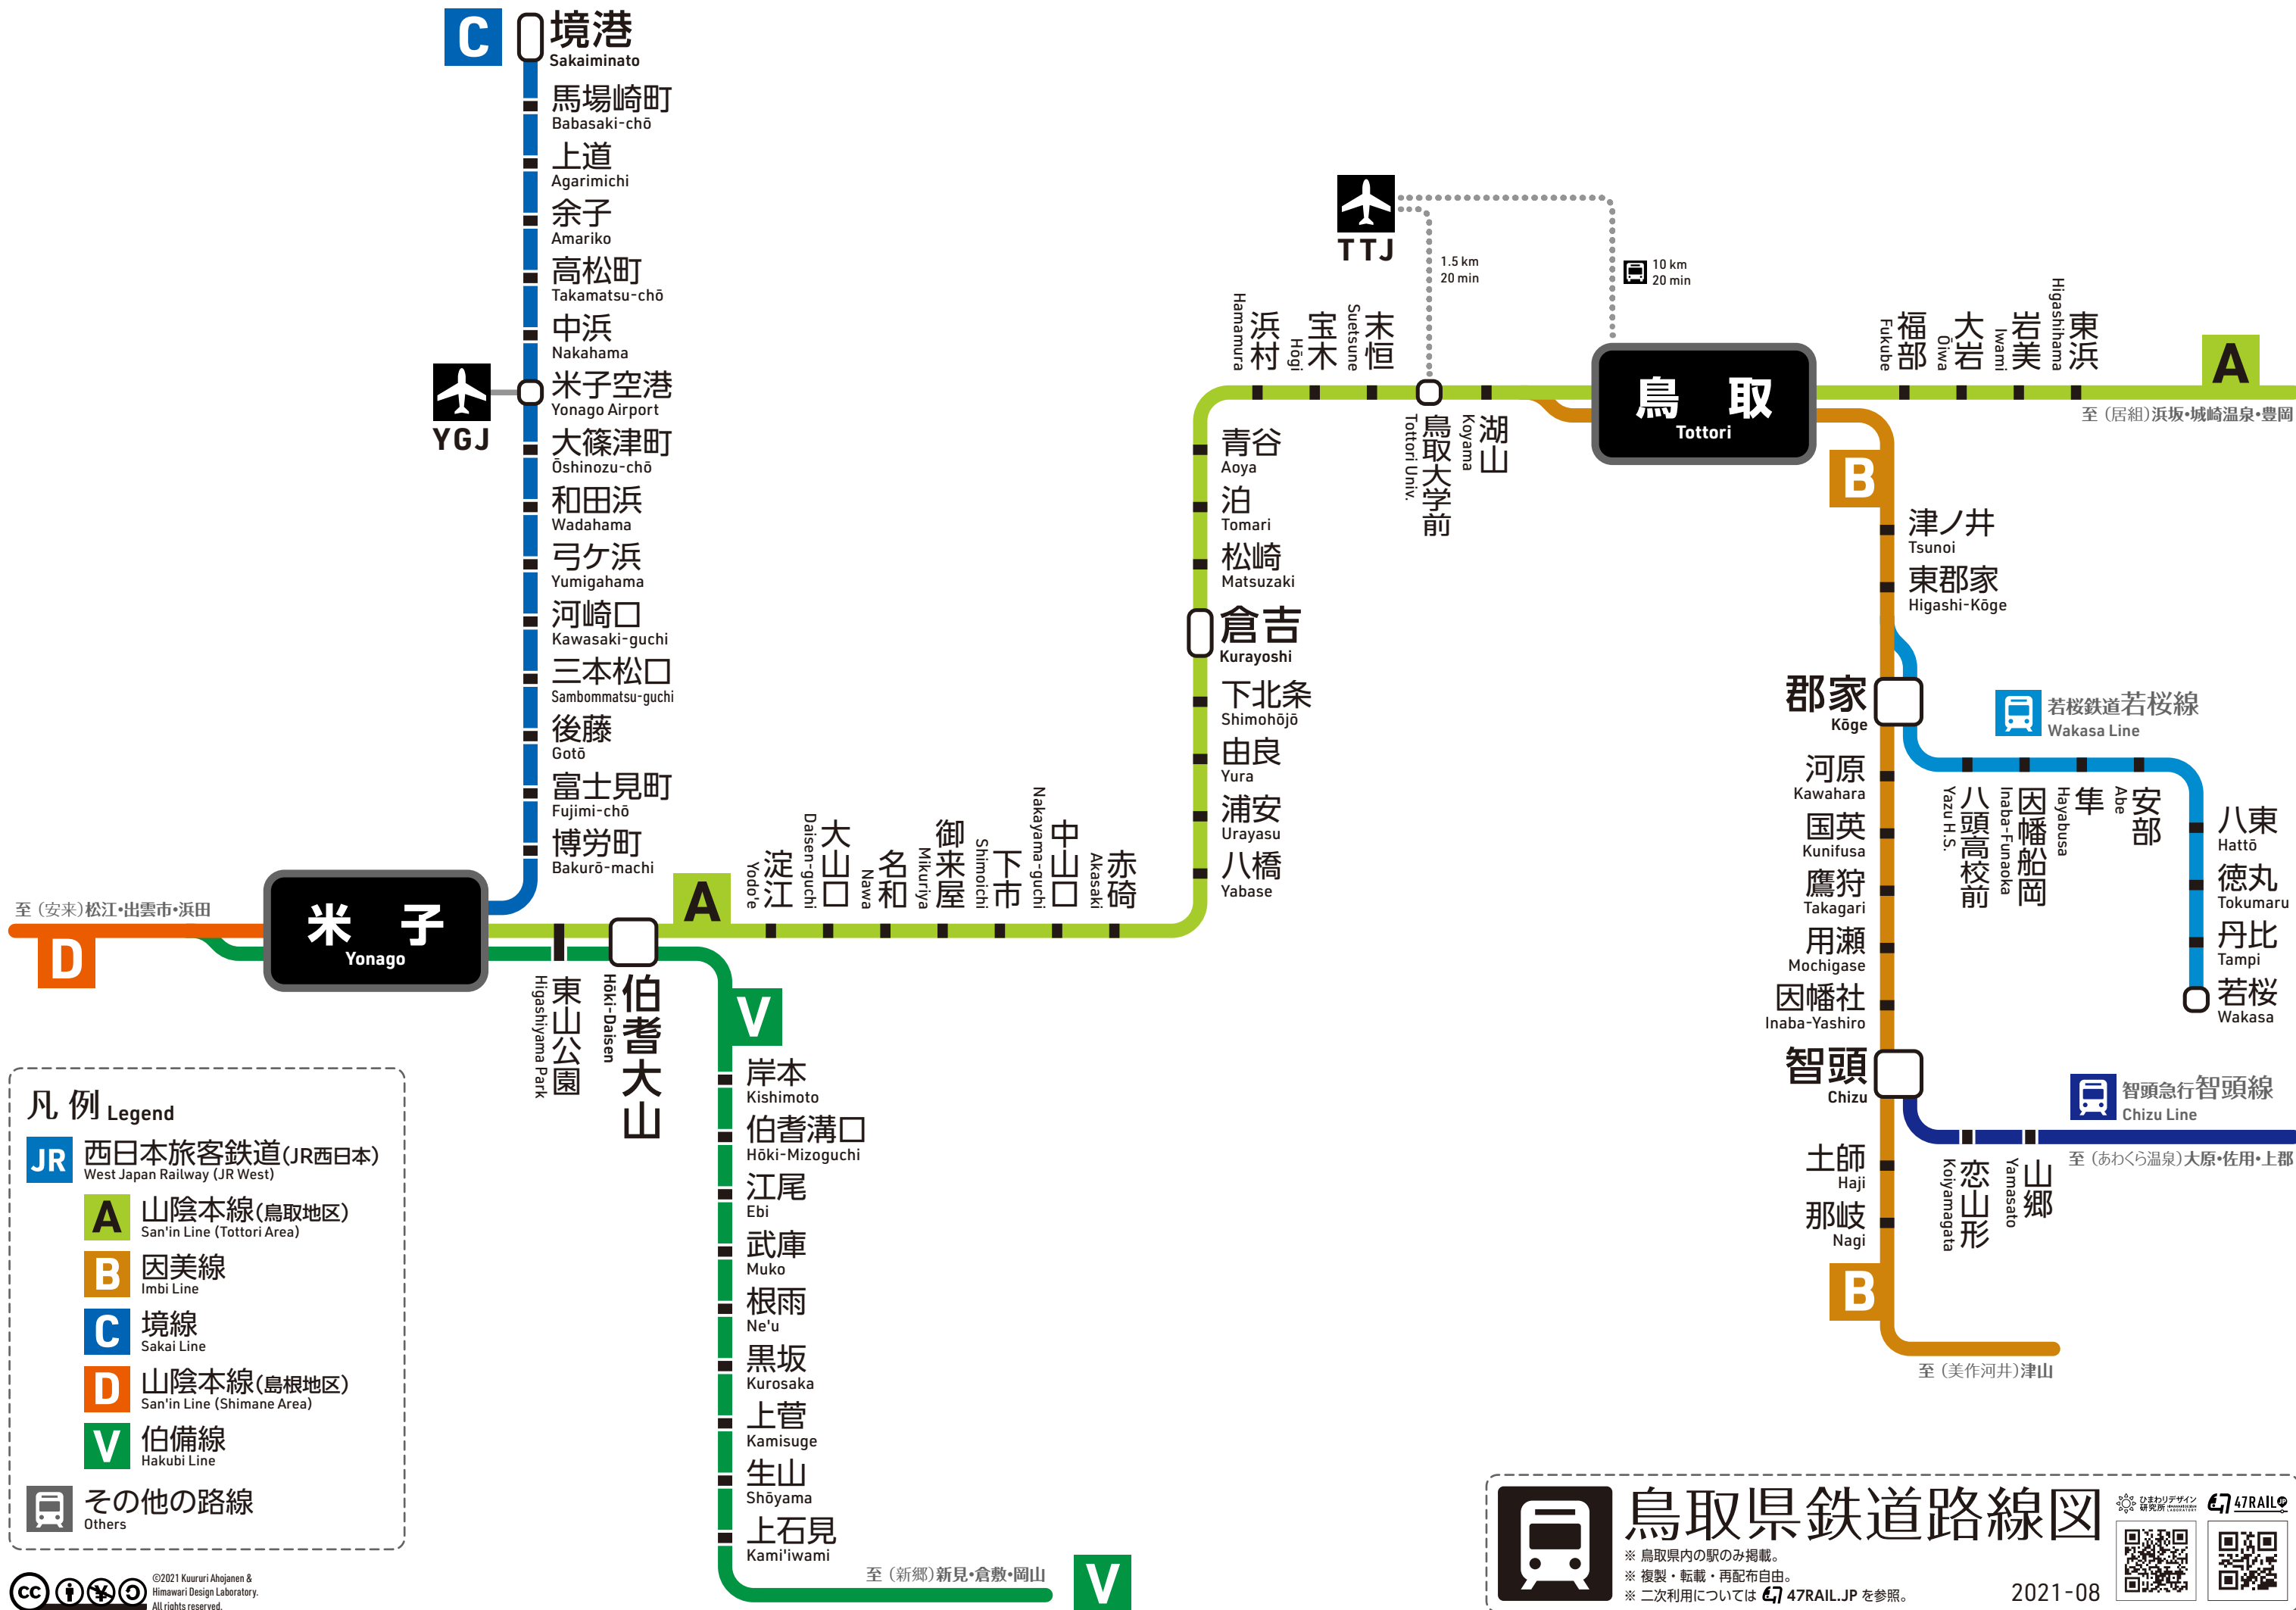 C
境港
Sakaiminato
馬場崎町
Babasaki-chō
上道
Agarimichi
余子
Amariko
高松町
Takamatsu-chō
中浜
Nakahama
米子空港
Yonago Airport
YGJ
大篠津町
Ōshinozu-chō
和田浜
Wadahama
弓ケ浜
Yumigahama
河崎口
Kawasaki-guchi
三本松口
Sambommatsu-guchi
後藤
Gotō
富士見町
Fujimi-chō
博労町
Bakurō-machi
至 (安来)松江・出雲市・浜田
D
米子
Yonago
東山公園
Higashiyama Park
伯耆大山
Hōki-Daisen
A
淀江
Yodo'e
大山口
Daisen-guchi
名和
Nawa
御来屋
Mikuriya
下市
Shimoichi
中山口
Nakayama-guchi
赤碕
Akasaki
八橋
Yabase
浦安
Urayasu
由良
Yura
下北条
Shimohōjō
倉吉
Kurayoshi
松崎
Matsuzaki
泊
Tomari
青谷
Aoya
浜村
Hamamura
宝木
Hōgi
末恒
Suetsune
鳥取大学前
Tottori Univ.
湖山
Koyama
TTJ
1.5 km
20 min
10 km
20 min
鳥取
Tottori
福部
Fukube
大岩
Ōiwa
岩美
Iwami
東浜
Higashihama
A
至 (居組)浜坂・城崎温泉・豊岡
B
津ノ井
Tsunoi
東郡家
Higashi-Kōge
郡家
Kōge
若桜鉄道若桜線
Wakasa Line
八頭高校前
Yazu H.S.
因幡船岡
Inaba-Funaoka
隼
Hayabusa
安部
Abe
八東
Hattō
徳丸
Tokumaru
丹比
Tampi
若桜
Wakasa
河原
Kawahara
国英
Kunifusa
鷹狩
Takagari
用瀬
Mochigase
因幡社
Inaba-Yashiro
智頭
Chizu
智頭急行智頭線
Chizu Line
恋山形
Koiyamagata
山郷
Yamasato
至 (あわくら温泉)大原・佐用・上郡
土師
Haji
那岐
Nagi
B
至 (美作河井)津山
V
岸本
Kishimoto
伯耆溝口
Hōki-Mizoguchi
江尾
Ebi
武庫
Muko
根雨
Ne'u
黒坂
Kurosaka
上菅
Kamisuge
生山
Shōyama
上石見
Kami'iwami
至 (新郷)新見・倉敷・岡山
V
凡例 Legend
JR 西日本旅客鉄道(JR西日本)
West Japan Railway (JR West)
A 山陰本線(鳥取地区)
San'in Line (Tottori Area)
B 因美線
Imbi Line
C 境線
Sakai Line
D 山陰本線(島根地区)
San'in Line (Shimane Area)
V 伯備線
Hakubi Line
その他の路線
Others
cc
©2021 Kuururi Ahojanen &
Himawari Design Laboratory.
All rights reserved.
鳥取県鉄道路線図
※ 鳥取県内の駅のみ掲載。
※ 複製・転載・再配布自由。
※ 二次利用については 47RAIL.JP を参照。
2021-08
ひまわりデザイン
研究所
47RAIL.JP